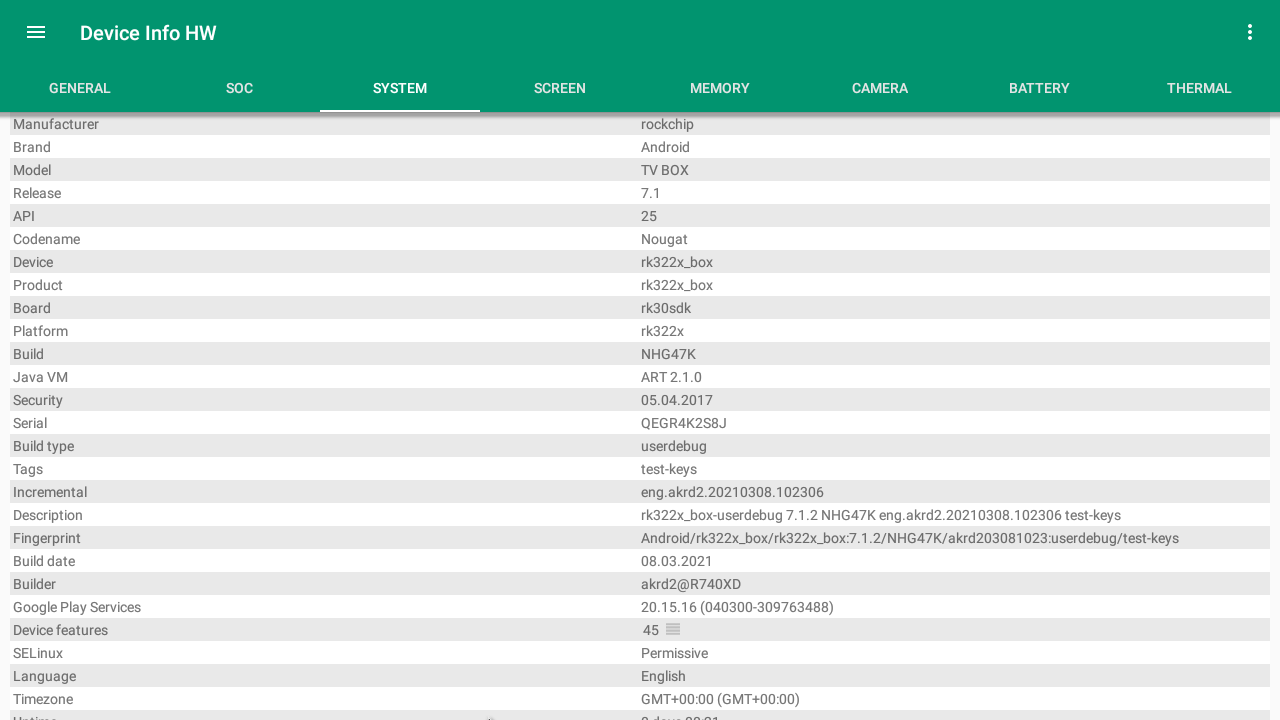 Device Info HW
GENERAL SOC SYSTEM SCREEN MEMORY CAMERA BATTERY THERMAL
Manufacturer rockchip
Brand Android
Model TV BOX
Release 7.1
API 25
Codename Nougat
Device rk322x_box
Product rk322x_box
Board rk30sdk
Platform rk322x
Build NHG47K
Java VM ART 2.1.0
Security 05.04.2017
Serial QEGR4K2S8J
Build type userdebug
Tags test-keys
Incremental eng.akrd2.20210308.102306
Description rk322x_box-userdebug 7.1.2 NHG47K eng.akrd2.20210308.102306 test-keys
Fingerprint Android/rk322x_box/rk322x_box:7.1.2/NHG47K/akrd203081023:userdebug/test-keys
Build date 08.03.2021
Builder akrd2@R740XD
Google Play Services 20.15.16 (040300-309763488)
Device features 45
SELinux Permissive
Language English
Timezone GMT+00:00 (GMT+00:00)